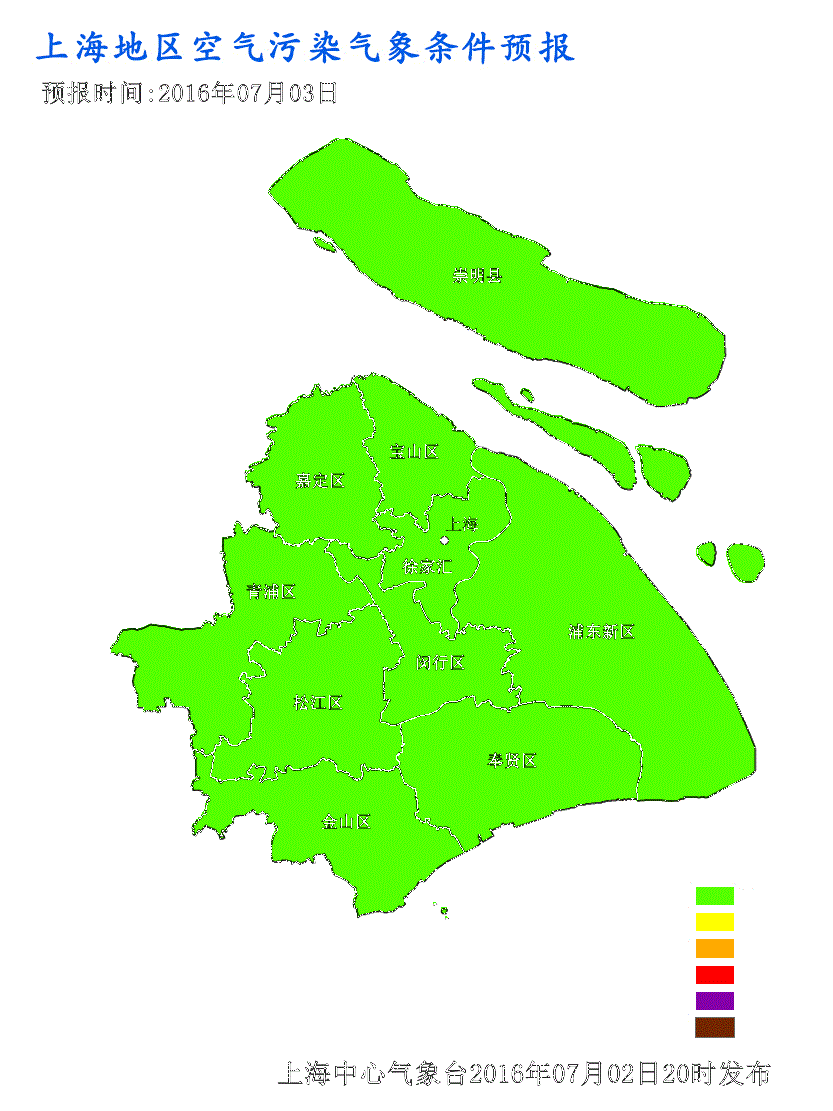 上海地区空气污染气象条件预报
预报时间:2016年07月03日
崇明县
宝山区
嘉定区
上海
徐家汇
青浦区
浦东新区
闵行区
松江区
奉贤区
金山区
上海中心气象台2016年07月02日20时发布